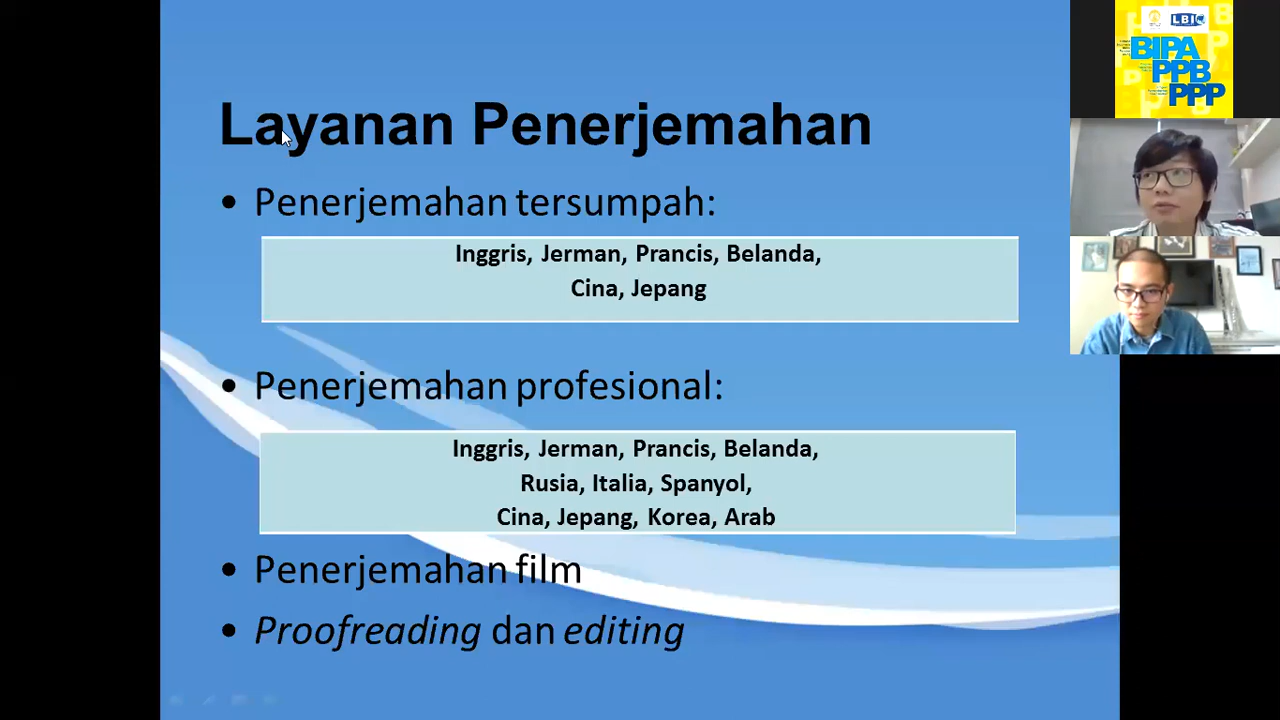 Layanan Penerjemahan
• Penerjemahan tersumpah:
Inggris, Jerman, Prancis, Belanda,
Cina, Jepang
• Penerjemahan profesional:
Inggris, Jerman, Prancis, Belanda,
Rusia, Italia, Spanyol,
Cina, Jepang, Korea, Arab
• Penerjemahan film
• Proofreading dan editing
LBI
BIPA
PPB
PPP